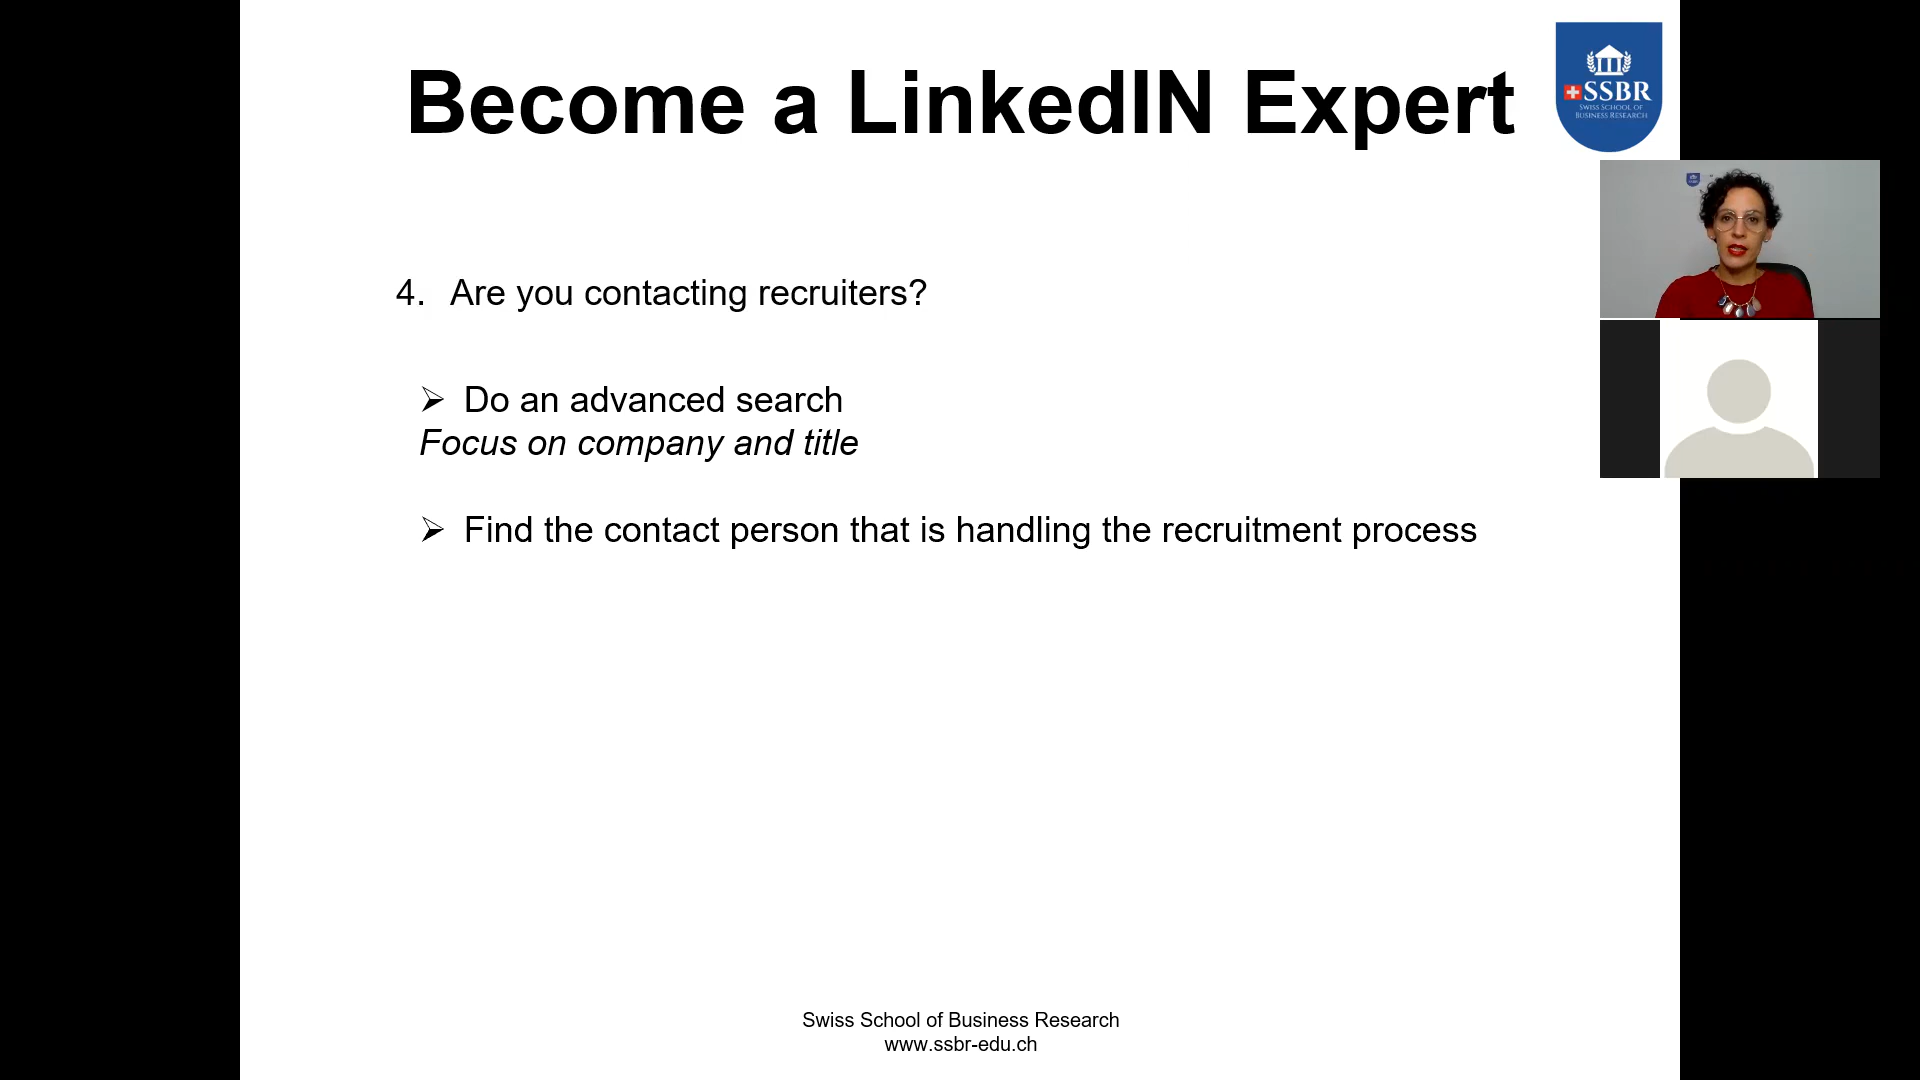 Become a LinkedIN Expert
SSBR
SWISS SCHOOL OF
BUSINESS RESEARCH
4. Are you contacting recruiters?
➢ Do an advanced search
Focus on company and title
➢ Find the contact person that is handling the recruitment process
Swiss School of Business Research
www.ssbr-edu.ch